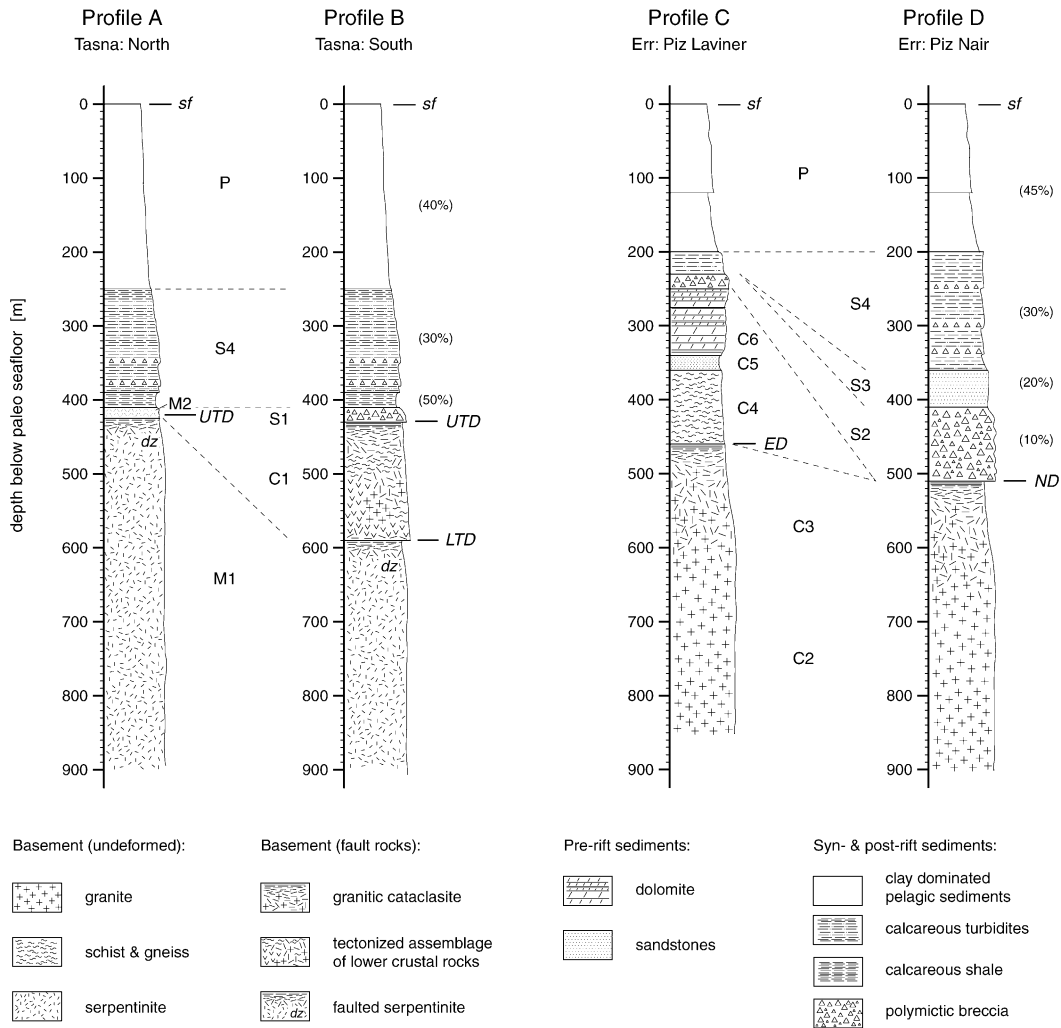 Profile A
Profile B
Profile C
Profile D
Tasna: North
Tasna: South
Err: Piz Laviner
Err: Piz Nair
depth below paleo seafloor [m]
0
100
200
300
400
500
600
700
800
900
sf
P
S4
M2
UTD
dz
S1
C1
M1
0
100
200
300
400
500
600
700
800
900
sf
(40%)
(30%)
(50%)
UTD
LTD
dz
0
100
200
300
400
500
600
700
800
900
sf
P
S4
C6
C5
S3
C4
S2
ED
C3
C2
0
100
200
300
400
500
600
700
800
900
sf
(45%)
(30%)
(20%)
(10%)
ND
Basement (undeformed):
granite
schist & gneiss
serpentinite
Basement (fault rocks):
granitic cataclasite
tectonized assemblage
of lower crustal rocks
faulted serpentinite
dz
Pre-rift sediments:
dolomite
sandstones
Syn- & post-rift sediments:
clay dominated
pelagic sediments
calcareous turbidites
calcareous shale
polymictic breccia